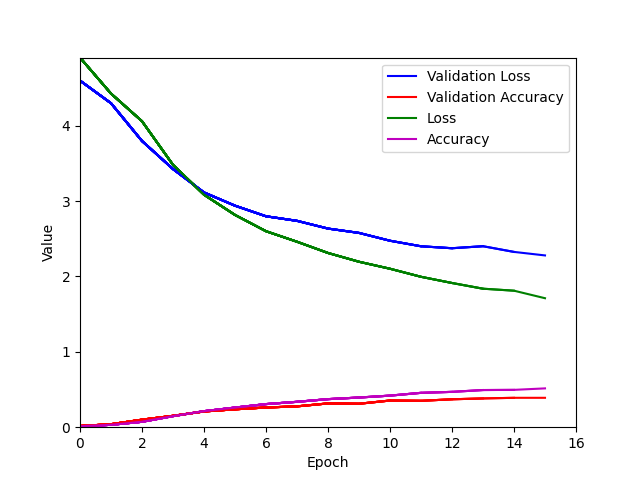 Validation Loss
Validation Accuracy
Loss
Accuracy
4
3
2
1
0
Value
0 2 4 6 8 10 12 14 16
Epoch